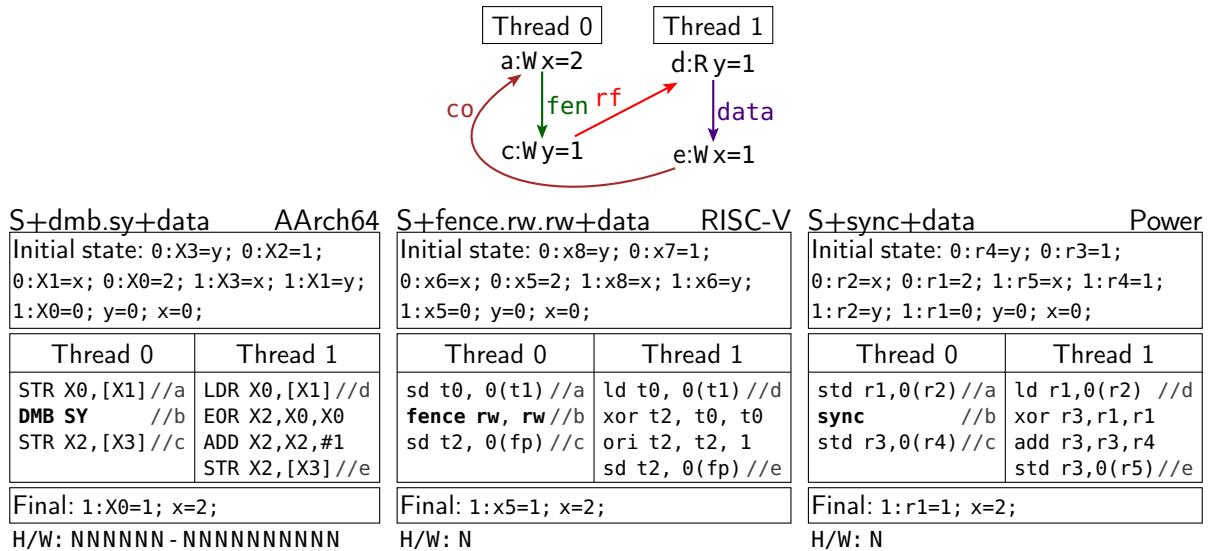 Thread 0 Thread 1
a:W x=2 d:R y=1
co fen rf data
c:W y=1 e:W x=1
S+dmb.sy+data AArch64
Initial state: 0:X3=y; 0:X2=1;
0:X1=x; 0:X0=2; 1:X3=x; 1:X1=y;
1:X0=0; y=0; x=0;
Thread 0 Thread 1
STR X0,[X1]//a LDR X0,[X1]//d
DMB SY //b EOR X2,X0,X0
STR X2,[X3]//c ADD X2,X2,#1
STR X2,[X3]//e
Final: 1:X0=1; x=2;
H/W: NNNNNN-NNNNNNNNNN
S+fence.rw.rw+data RISC-V
Initial state: 0:x8=y; 0:x7=1;
0:x6=x; 0:x5=2; 1:x8=x; 1:x6=y;
1:x5=0; y=0; x=0;
Thread 0 Thread 1
sd t0, 0(t1)//a ld t0, 0(t1)//d
fence rw, rw//b xor t2, t0, t0
sd t2, 0(fp)//c ori t2, t2, 1
sd t2, 0(fp)//e
Final: 1:x5=1; x=2;
H/W: N
S+sync+data Power
Initial state: 0:r4=y; 0:r3=1;
0:r2=x; 0:r1=2; 1:r5=x; 1:r4=1;
1:r2=y; 1:r1=0; y=0; x=0;
Thread 0 Thread 1
std r1,0(r2)//a ld r1,0(r2) //d
sync //b xor r3,r1,r1
std r3,0(r4)//c add r3,r3,r4
std r3,0(r5)//e
Final: 1:r1=1; x=2;
H/W: N